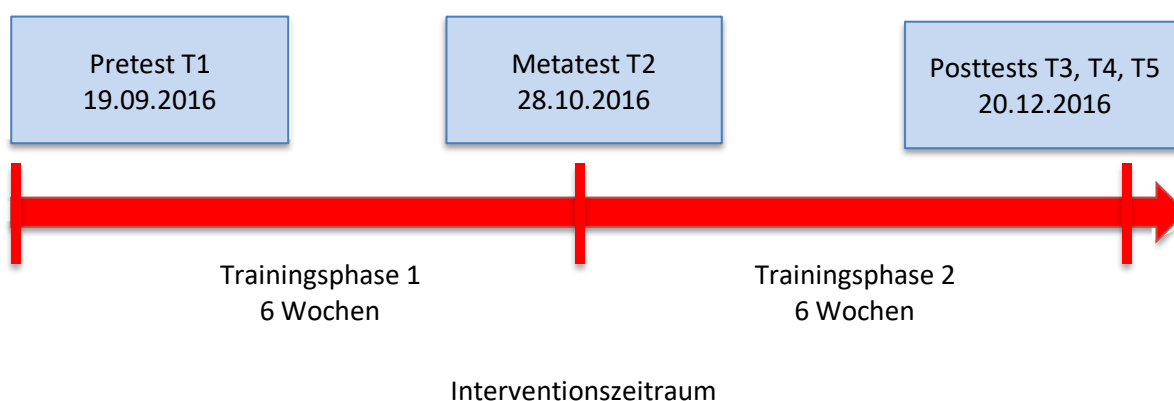 Pretest T1
19.09.2016
Metatest T2
28.10.2016
Posttests T3, T4, T5
20.12.2016
Trainingsphase 1
6 Wochen
Trainingsphase 2
6 Wochen
Interventionszeitraum